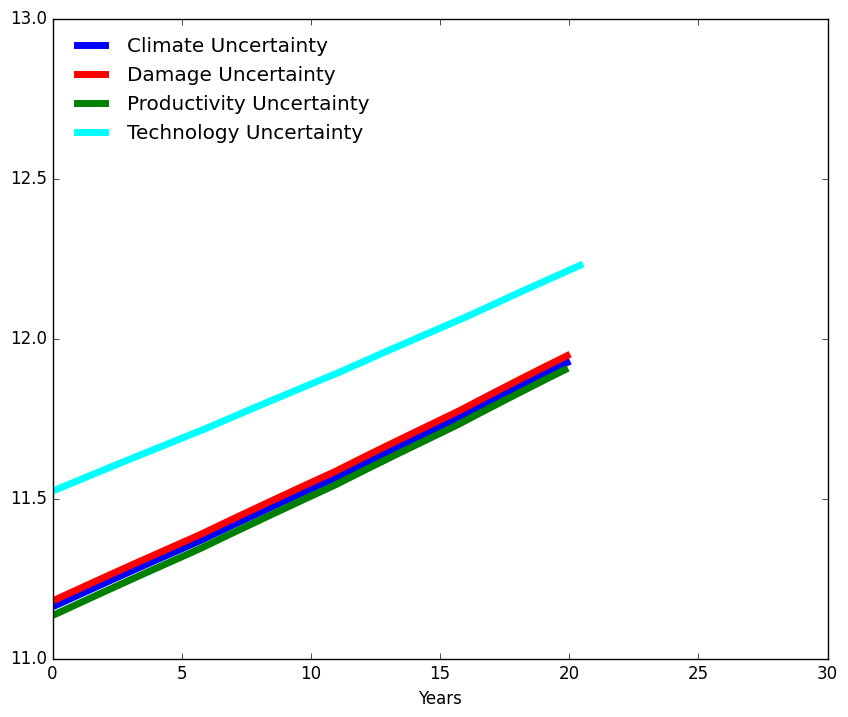 13.0
Climate Uncertainty
Damage Uncertainty
Productivity Uncertainty
Technology Uncertainty
12.5
12.0
11.5
11.0
0 5 10 15 20 25 30
Years